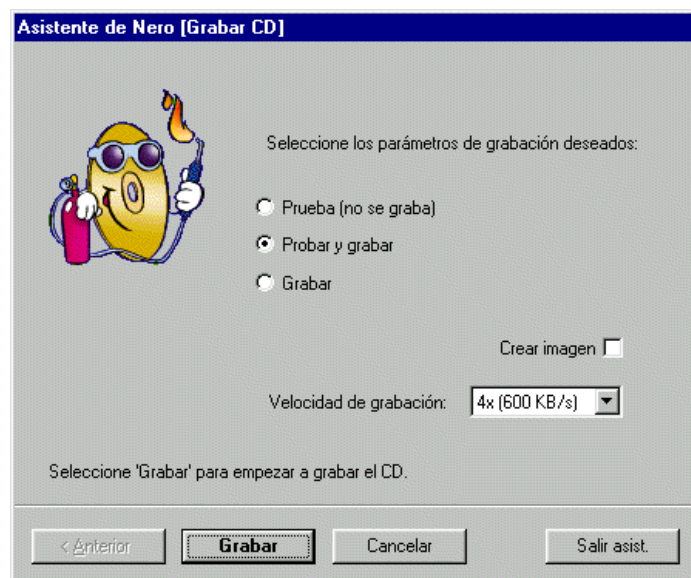 Asistente de Nero [Grabar CD]
Seleccione los parámetros de grabación deseados:
Prueba (no se graba)
Probar y grabar
Grabar
Crear imagen
Velocidad de grabación: 4x (600 KB/s)
Seleccione 'Grabar' para empezar a grabar el CD.
< Anterior Grabar Cancelar Salir asist.